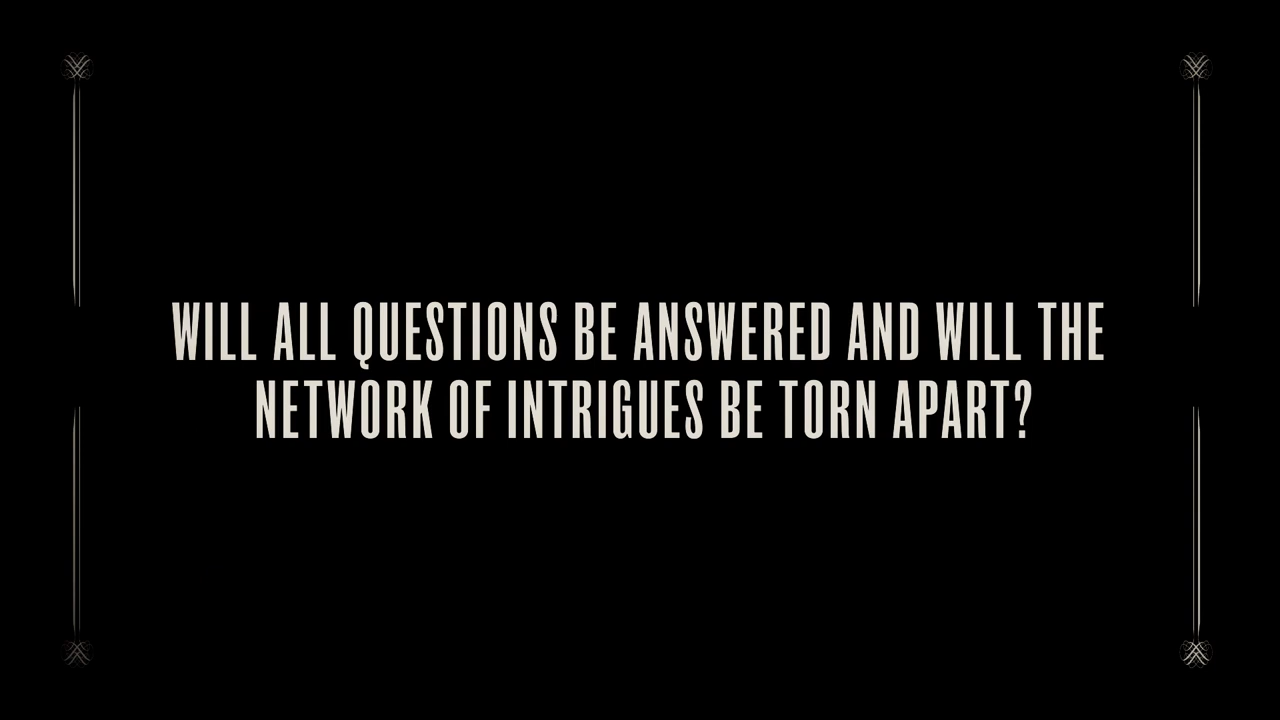 WILL ALL QUESTIONS BE ANSWERED AND WILL THE
NETWORK OF INTRIGUES BE TORN APART?